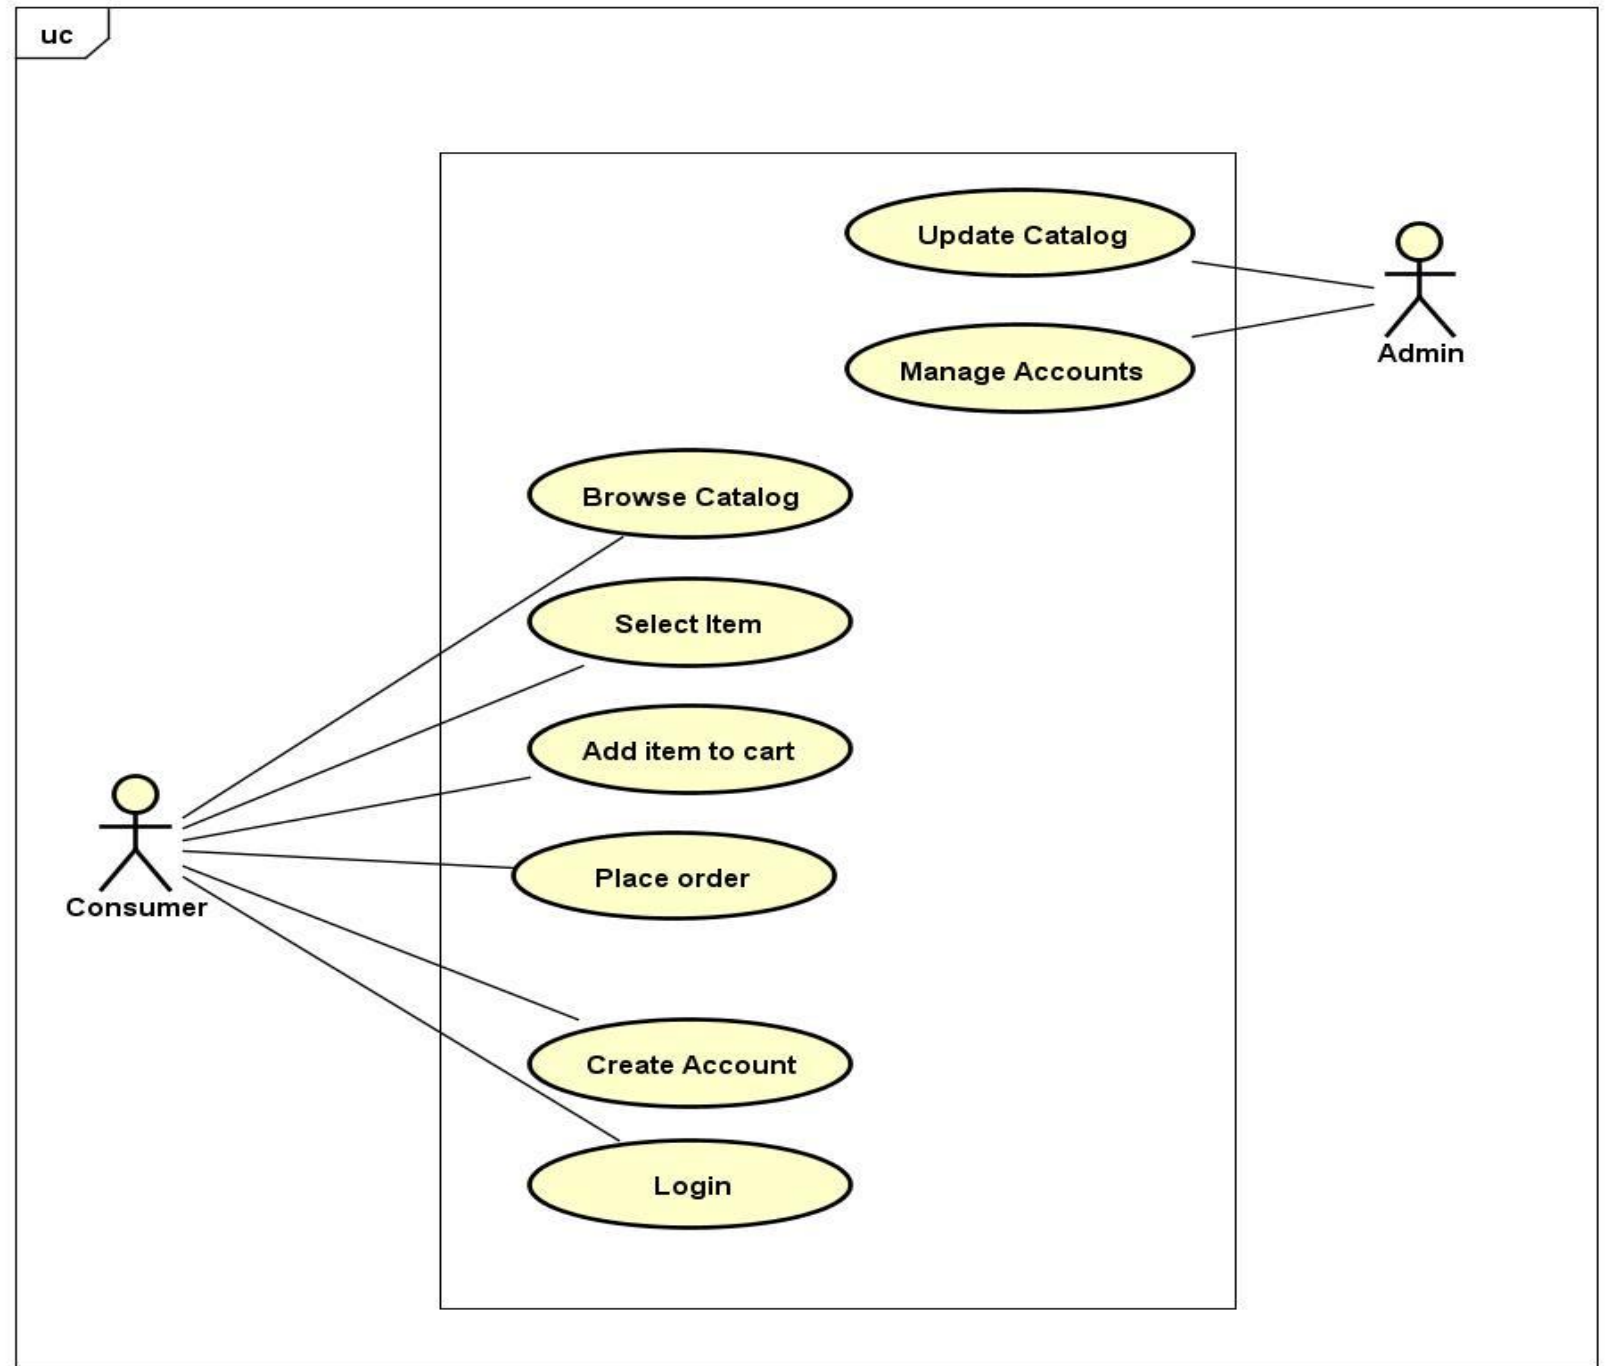 uc
Update Catalog
Admin
Manage Accounts
Browse Catalog
Select Item
Add item to cart
Place order
Consumer
Create Account
Login